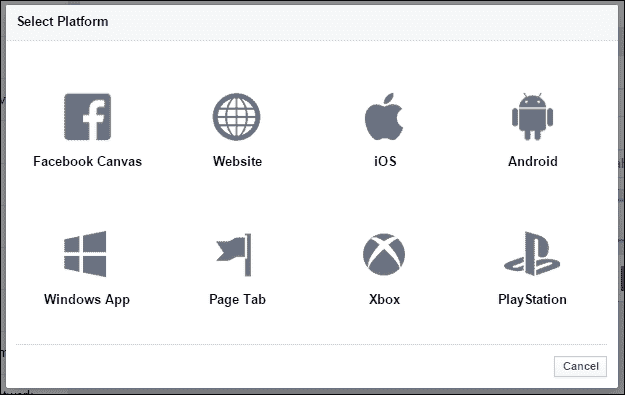 Select Platform
Facebook Canvas Website iOS Android
Windows App Page Tab Xbox PlayStation
Cancel